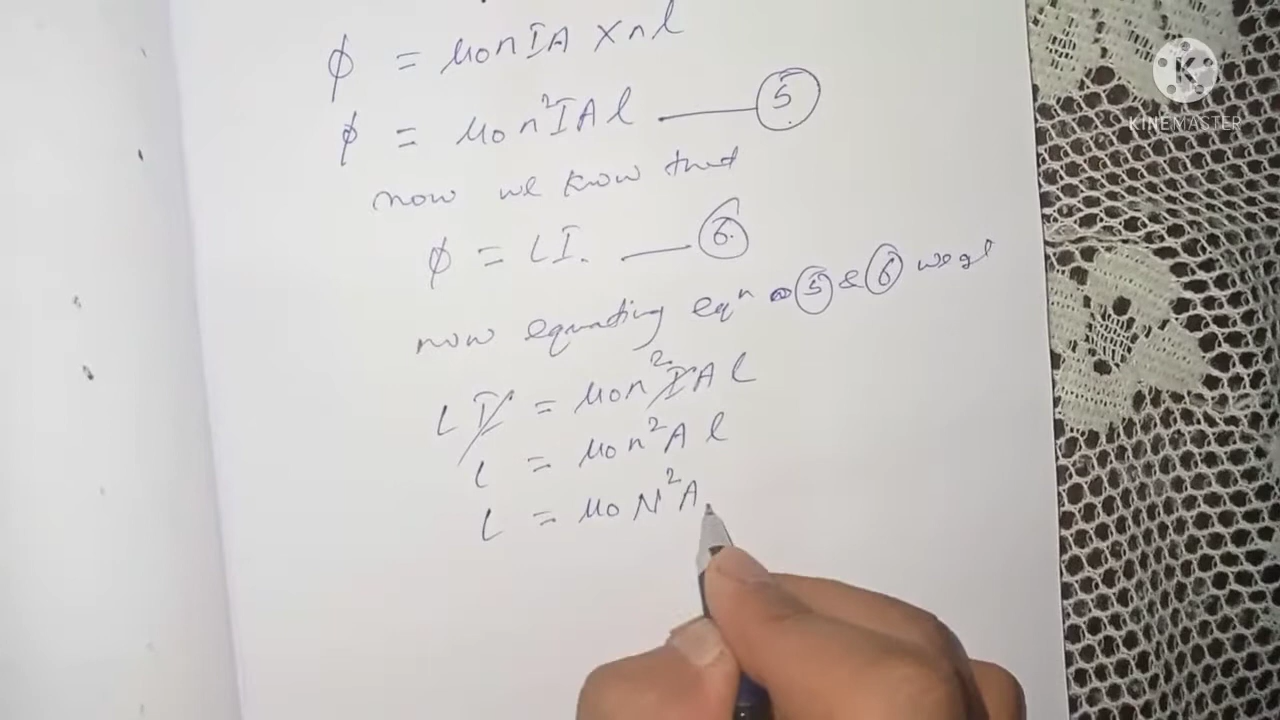 φ = μ0nIA × nl
φ = μ0n²IAl —— 5
now we know that
φ = LI. —— 6
now equating eqⁿ 5 & 6 we get
LI = μ0n²IAl
L = μ0n²Al
L = μ0N²A
K
KINEMASTER